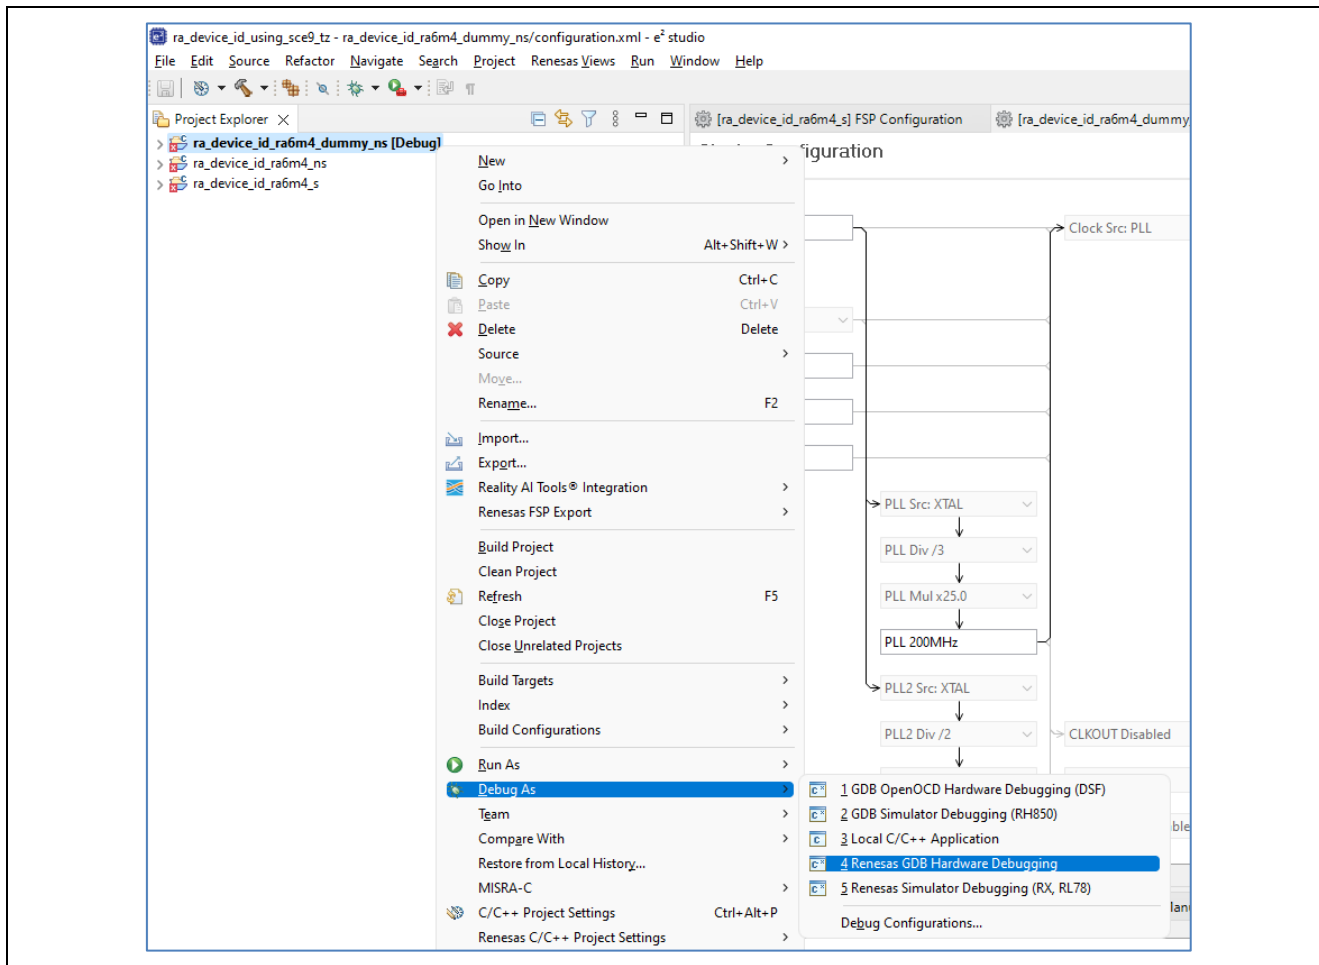 ra_device_id_using_sce9_tz - ra_device_id_ra6m4_dummy_ns/configuration.xml - e² studio
File Edit Source Refactor Navigate Search Project Renesas Views Run Window Help
Project Explorer
[ra_device_id_ra6m4_s] FSP Configuration
[ra_device_id_ra6m4_dummy
ra_device_id_ra6m4_dummy_ns [Debug]
ra_device_id_ra6m4_ns
ra_device_id_ra6m4_s
New
Go Into
Open in New Window
Show In Alt+Shift+W >
Copy Ctrl+C
Paste Ctrl+V
Delete Delete
Source
Move...
Rename... F2
Import...
Export...
Reality AI Tools® Integration
Renesas FSP Export
Build Project
Clean Project
Refresh F5
Close Project
Close Unrelated Projects
Build Targets
Index
Build Configurations
Run As
Debug As
Team
Compare With
Restore from Local History...
MISRA-C
C/C++ Project Settings Ctrl+Alt+P
Renesas C/C++ Project Settings
1 GDB OpenOCD Hardware Debugging (DSF)
2 GDB Simulator Debugging (RH850)
3 Local C/C++ Application
4 Renesas GDB Hardware Debugging
5 Renesas Simulator Debugging (RX, RL78)
Debug Configurations...
Clock Src: PLL
PLL Src: XTAL
PLL Div /3
PLL Mul x25.0
PLL 200MHz
PLL2 Src: XTAL
PLL2 Div /2
CLKOUT Disabled